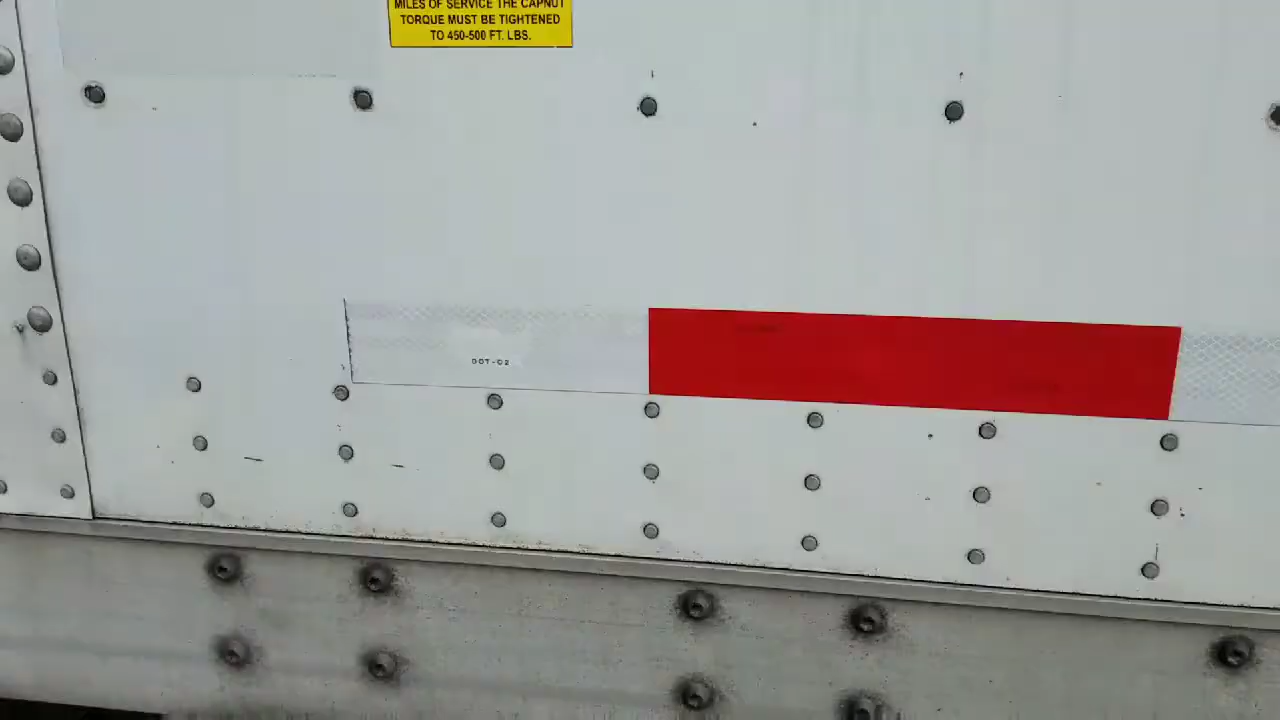 MILES OF SERVICE THE CAPNUT
TORQUE MUST BE TIGHTENED
TO 450-500 FT. LBS.
DOT-C2